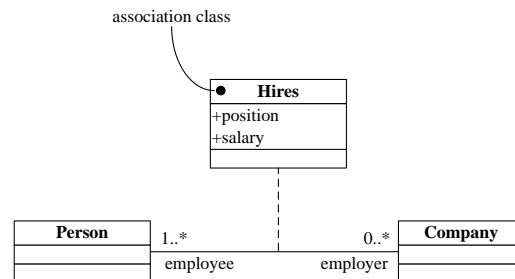 association class
Hires
+position
+salary
Person
1..*
0..*
Company
employee
employer